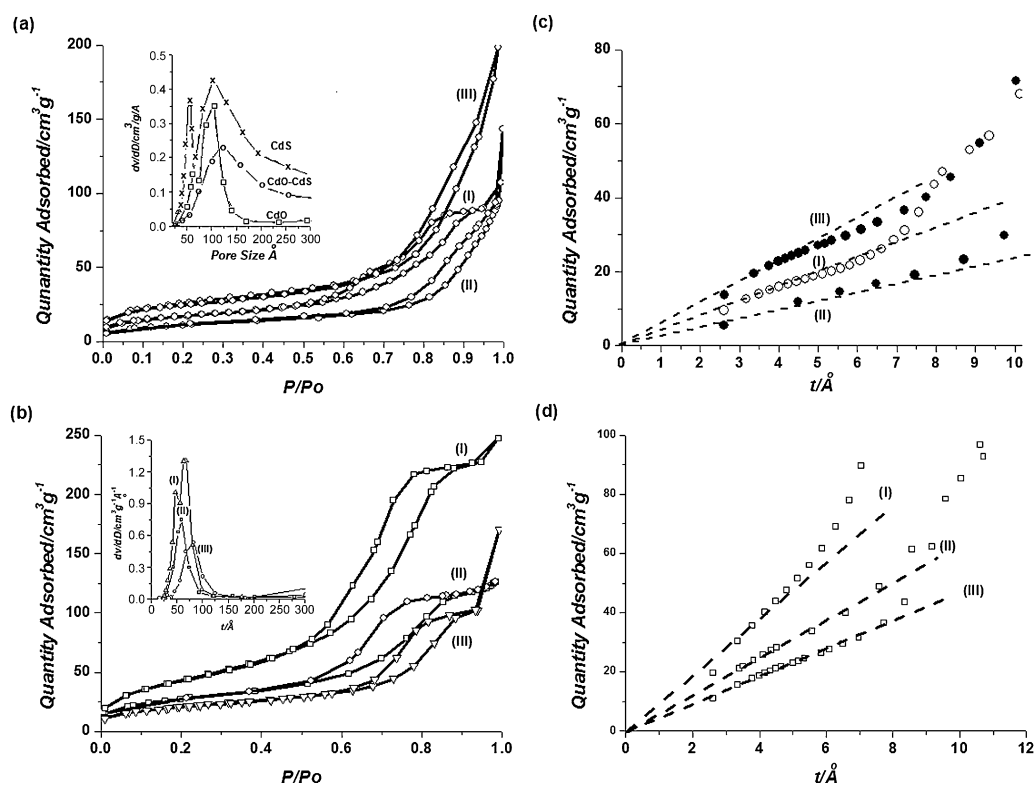 (a)
Qunantity Adsorbed/cm³g⁻¹
200
150
100
50
0
0.0 0.1 0.2 0.3 0.4 0.5 0.6 0.7 0.8 0.9 1.0
P/Po
(III)
(I)
(II)
dv/dD/cm³/g/A
0.5
0.4
0.3
0.2
0.1
0.0
50 100 150 200 250 300
Pore Size Å
CdS
CdO-CdS
CdO
(c)
Quantity Adsorbed/cm³g⁻¹
80
60
40
20
0
0 1 2 3 4 5 6 7 8 9 10
t/Å
(III)
(I)
(II)
(b)
Quantity Adsorbed/cm³g⁻¹
250
200
150
100
50
0
0.0 0.2 0.4 0.6 0.8 1.0
P/Po
(I)
(II)
(III)
dv/dD/cm³g⁻¹Å⁻¹
1.5
1.2
0.9
0.6
0.3
0.0
0 50 100 150 200 300
t/Å
(I)
(II)
(III)
(d)
Quantity Adsorbed/cm³g⁻¹
100
80
60
40
20
0
0 2 4 6 8 10 12
t/Å
(I)
(II)
(III)